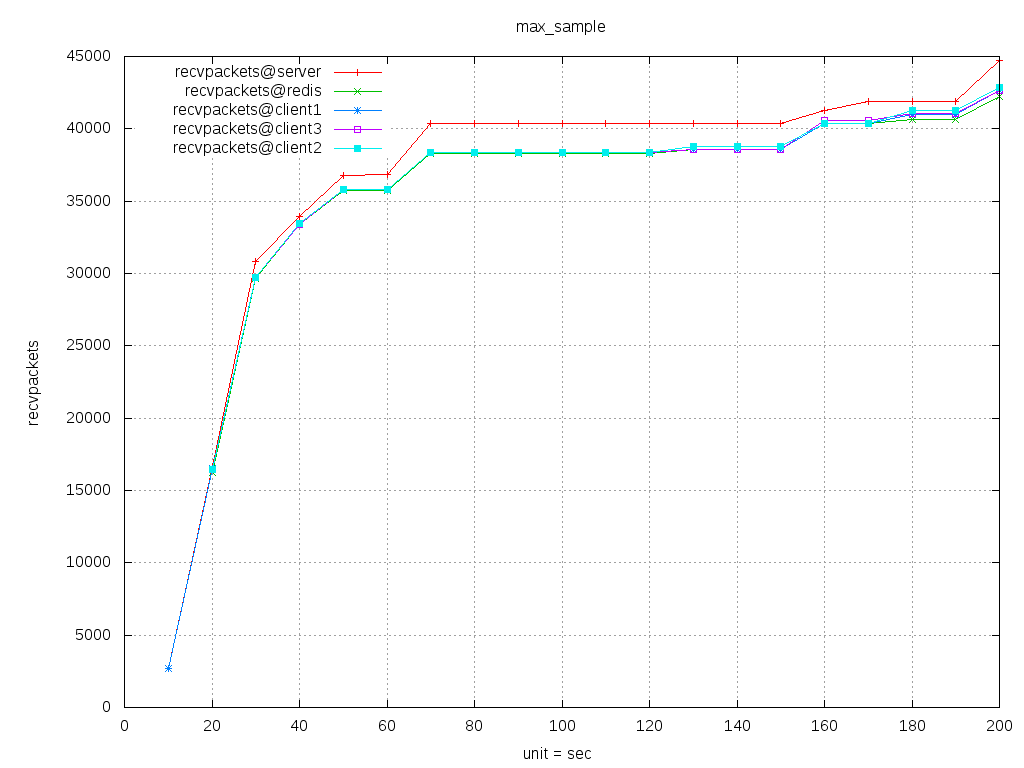 max_sample
recvpackets@server
recvpackets@redis
recvpackets@client1
recvpackets@client3
recvpackets@client2
45000
40000
35000
30000
25000
20000
15000
10000
5000
0
recvpackets
0 20 40 60 80 100 120 140 160 180 200
unit = sec